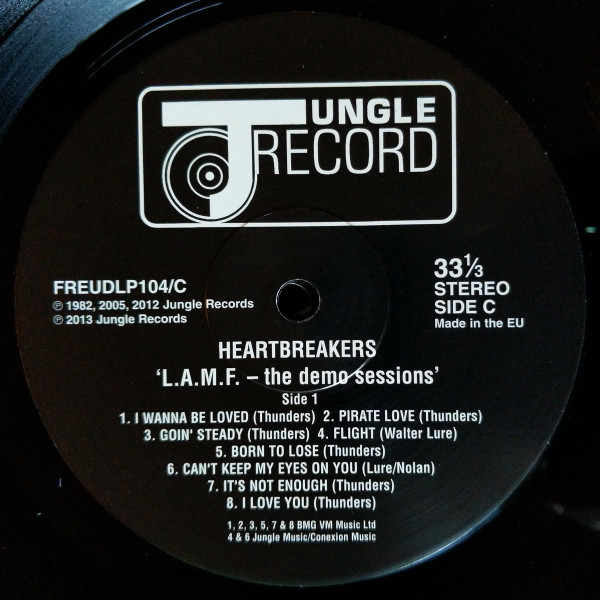 JUNGLE
RECORD
FREUDLP104/C
℗ 1982, 2005, 2012 Jungle Records
℗ 2013 Jungle Records
33⅓
STEREO
SIDE C
Made in the EU
HEARTBREAKERS
‘L.A.M.F. – the demo sessions’
Side 1
1. I WANNA BE LOVED (Thunders) 2. PIRATE LOVE (Thunders)
3. GOIN' STEADY (Thunders) 4. FLIGHT (Walter Lure)
5. BORN TO LOSE (Thunders)
6. CAN'T KEEP MY EYES ON YOU (Lure/Nolan)
7. IT'S NOT ENOUGH (Thunders)
8. I LOVE YOU (Thunders)
1, 2, 3, 5, 7 & 8 BMG VM Music Ltd
4 & 6 Jungle Music/Conexion Music